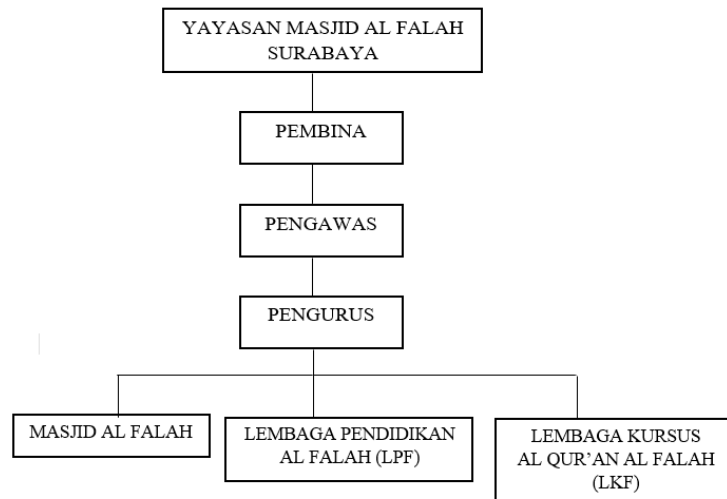 YAYASAN MASJID AL FALAH
SURABAYA
PEMBINA
PENGAWAS
PENGURUS
MASJID AL FALAH
LEMBAGA PENDIDIKAN
AL FALAH (LPF)
LEMBAGA KURSUS
AL QUR’AN AL FALAH
(LKF)